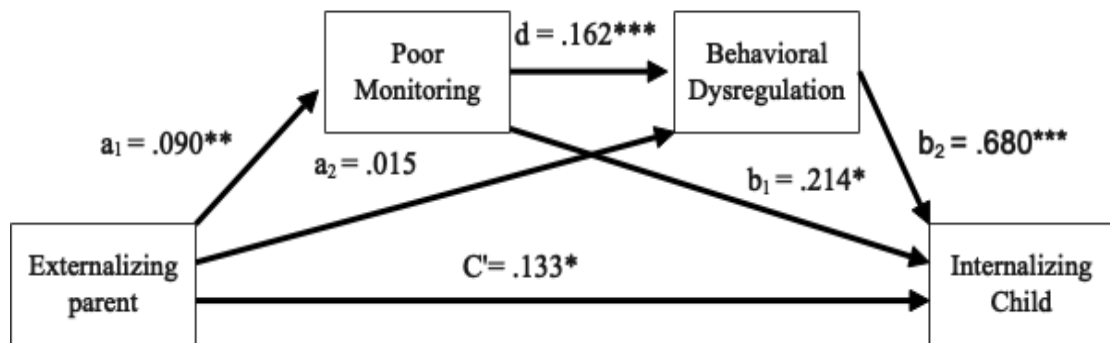 Poor
Monitoring
d = .162***
Behavioral
Dysregulation
a₁ = .090**
a₂ = .015
b₁ = .214*
b₂ = .680***
Externalizing
parent
C'= .133*
Internalizing
Child